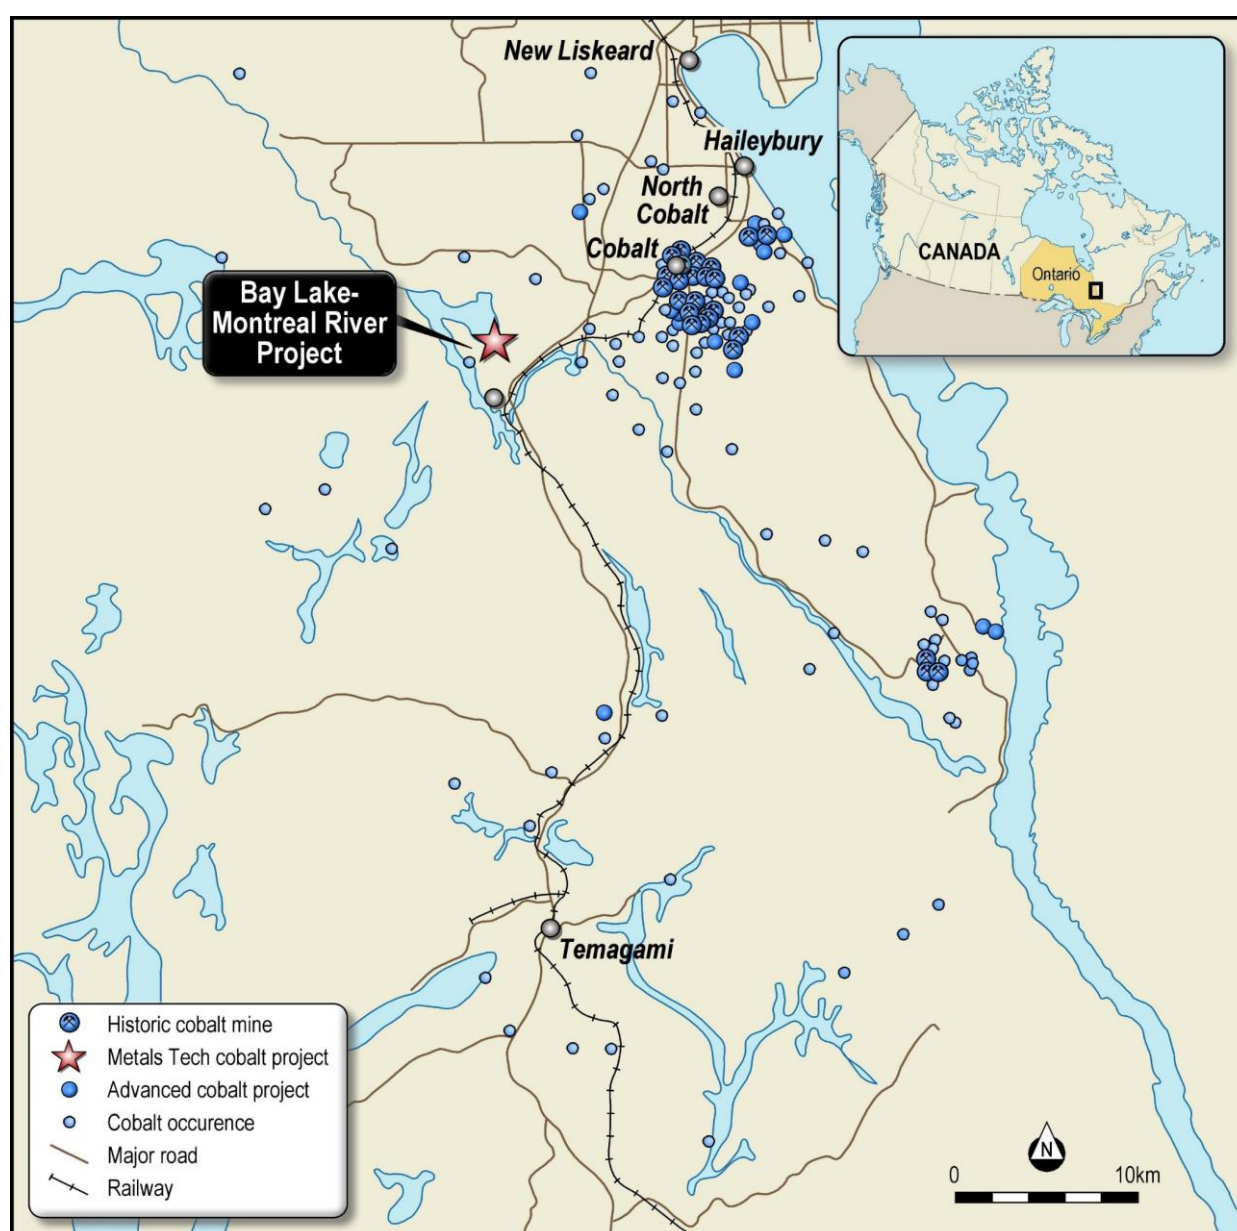 New Liskeard
Haileybury
North
Cobalt
Cobalt
CANADA
Ontario
Bay Lake-
Montreal River
Project
Temagami
Historic cobalt mine
Metals Tech cobalt project
Advanced cobalt project
Cobalt occurence
Major road
Railway
N
0 10km